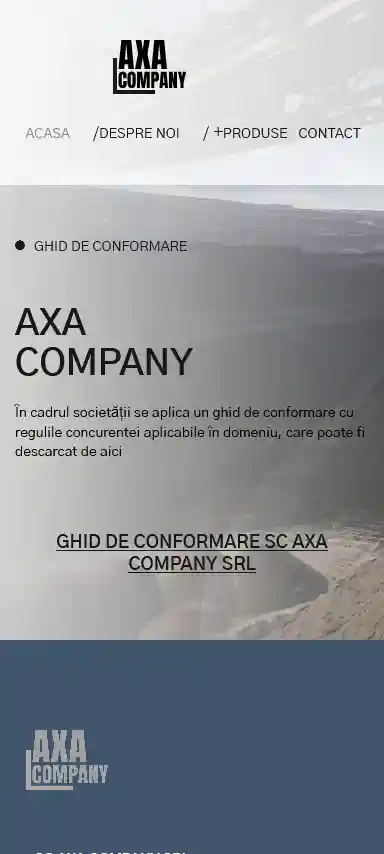 AXA
COMPANY
ACASA /DESPRE NOI / +PRODUSE CONTACT
GHID DE CONFORMARE
AXA
COMPANY
În cadrul societății se aplica un ghid de conformare cu
regulile concurentei aplicabile în domeniu, care poate fi
descarcat de aici
GHID DE CONFORMARE SC AXA
COMPANY SRL
AXA
COMPANY